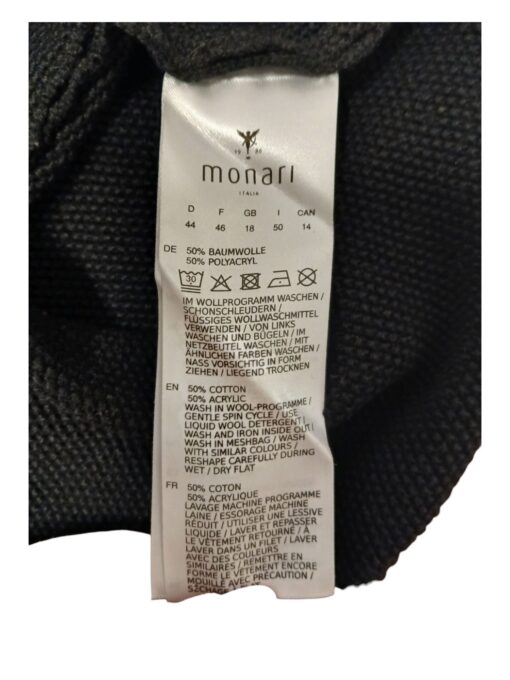 19 86
monari
ITALIA
D F GB I CAN
44 46 18 50 14
DE 50% BAUMWOLLE
50% POLYACRYL
30
IM WOLLPROGRAMM WASCHEN /
SCHONSCHLEUDERN /
FLÜSSIGES WOLLWASCHMITTEL
VERWENDEN / VON LINKS
WASCHEN UND BÜGELN / IM
NETZBEUTEL WASCHEN / MIT
ÄHNLICHEN FARBEN WASCHEN /
NASS VORSICHTIG IN FORM
ZIEHEN / LIEGEND TROCKNEN
EN 50% COTTON
50% ACRYLIC
WASH IN WOOL-PROGRAMME /
GENTLE SPIN CYCLE / USE
LIQUID WOOL DETERGENT /
WASH AND IRON INSIDE OUT /
WASH IN MESHBAG / WASH
WITH SIMILAR COLOURS /
RESHAPE CAREFULLY DURING
WET / DRY FLAT
FR 50% COTON
50% ACRYLIQUE
LAVAGE MACHINE PROGRAMME
LAINE / ESSORAGE MACHINE
RÉDUIT / UTILISER UNE LESSIVE
LIQUIDE / LAVER ET REPASSER
LE VÊTEMENT RETOURNÉ / À
LAVER DANS UN FILET / LAVER
AVEC DES COULEURS
SIMILAIRES / REMETTRE EN
FORME LE VÊTEMENT ENCORE
MOUILLÉ AVEC PRÉCAUTION /